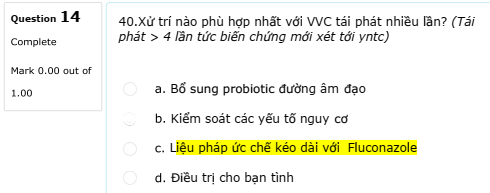 Question 14
Complete
Mark 0.00 out of
1.00
40.Xử trí nào phù hợp nhất với VVC tái phát nhiều lần? (Tái
phát > 4 lần tức biến chứng mới xét tới yntc)
a. Bổ sung probiotic đường âm đạo
b. Kiểm soát các yếu tố nguy cơ
c. Liệu pháp ức chế kéo dài với Fluconazole
d. Điều trị cho bạn tình